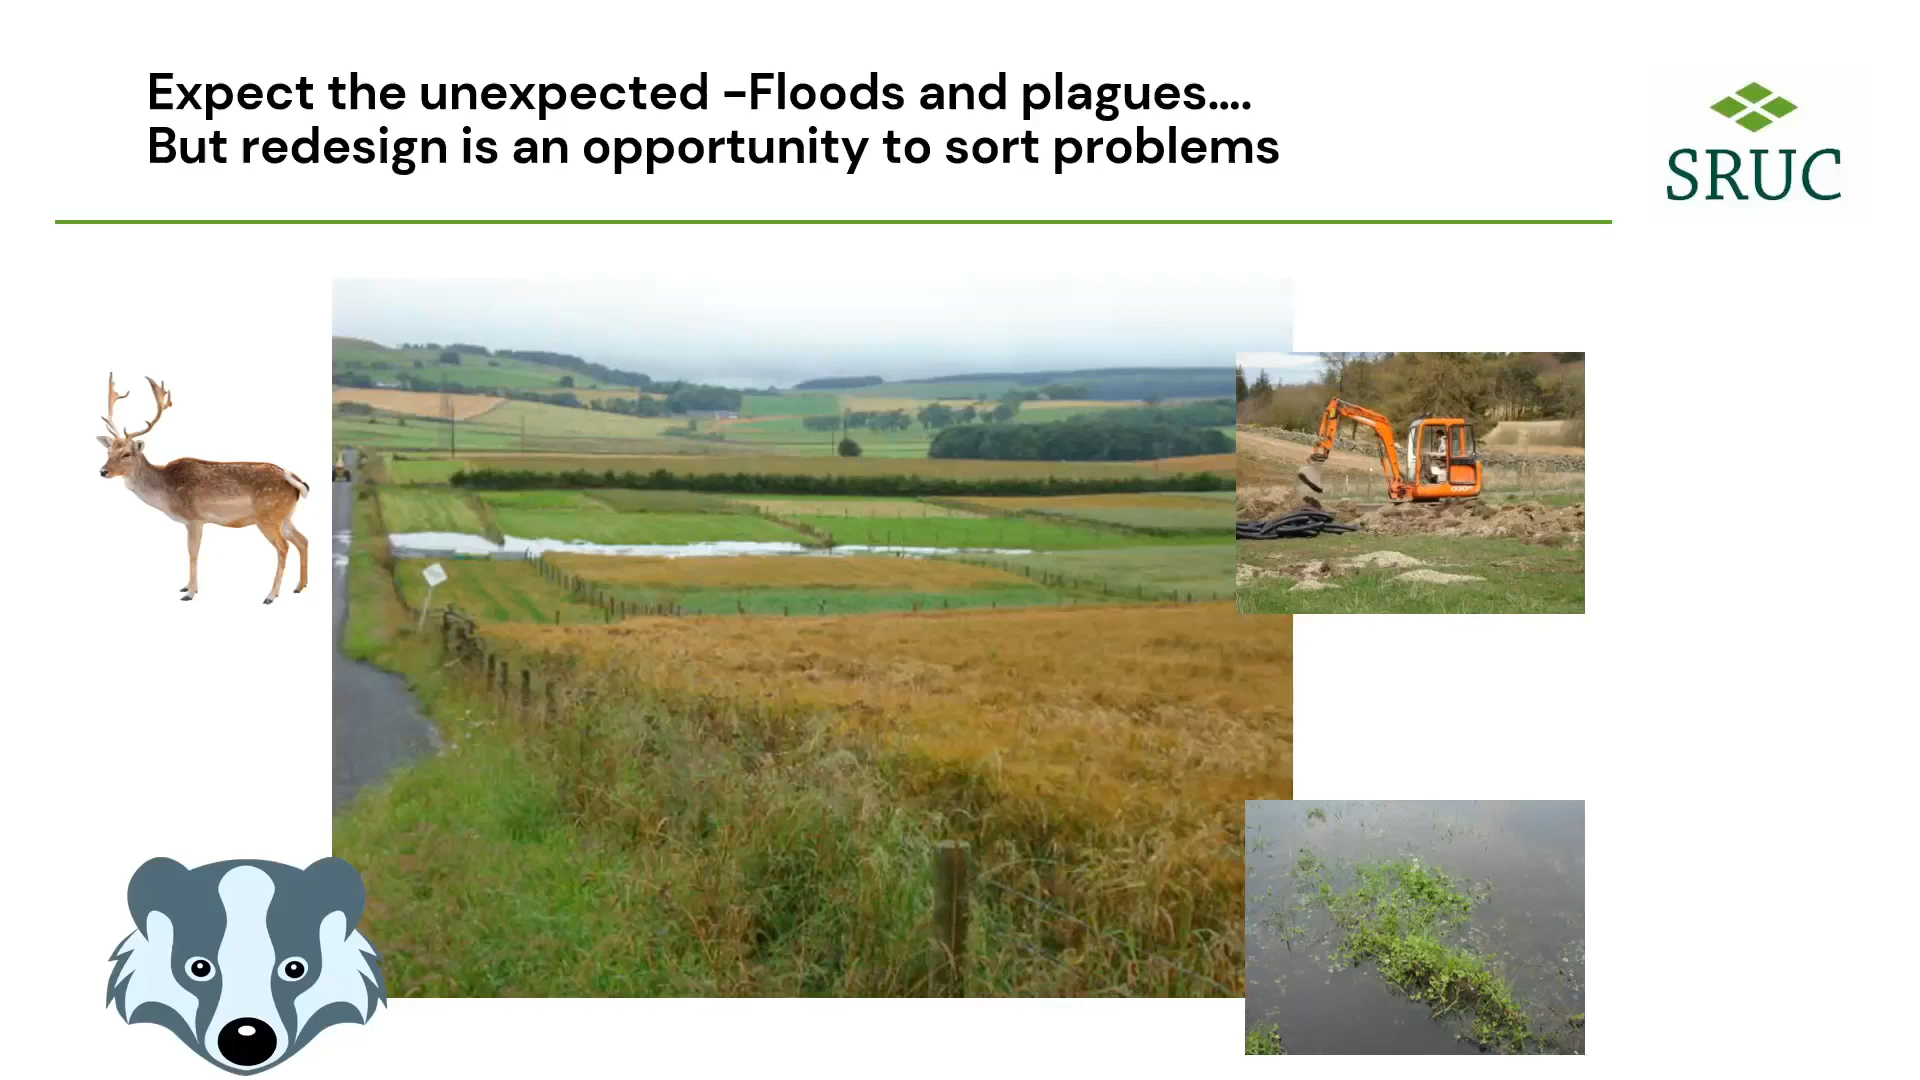 Expect the unexpected –Floods and plagues….
But redesign is an opportunity to sort problems
SRUC